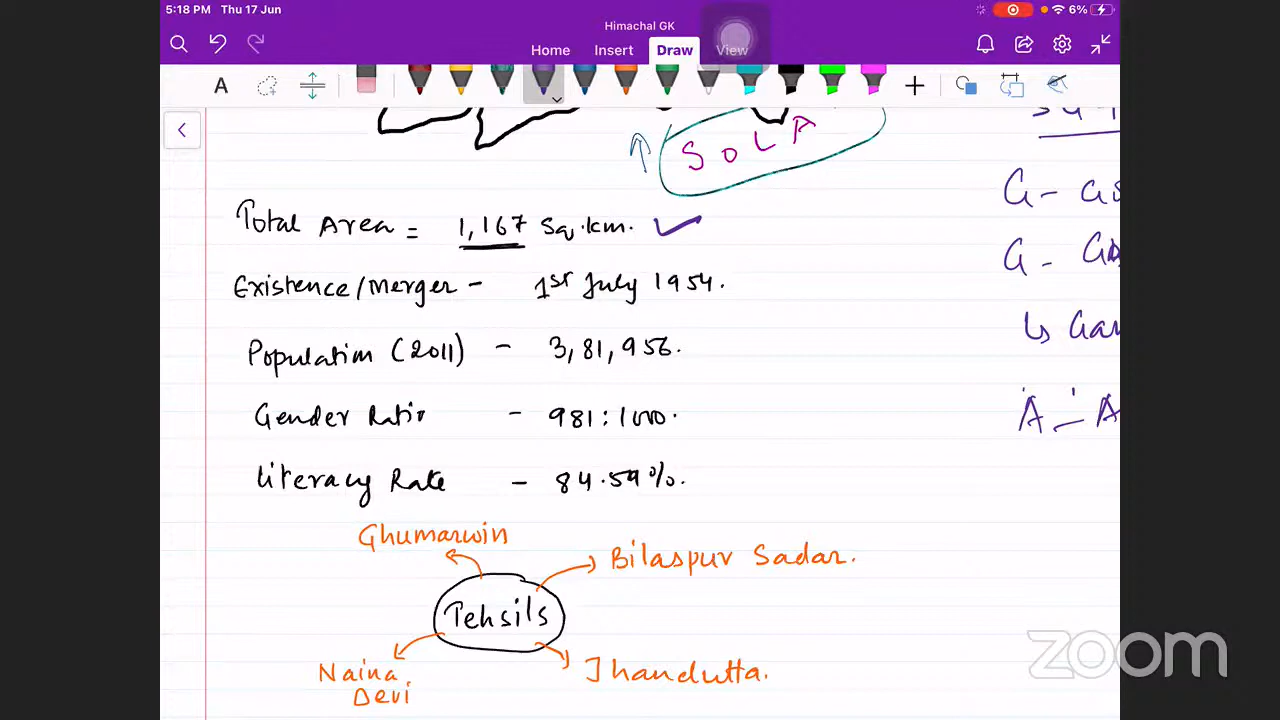 5:18 PM Thu 17 Jun
6%
Himachal GK
Home Insert Draw View
A
SOLA
Total Area = 1,167 Sq.km.
Existence/Merger - 1st July 1954.
Population (2011) - 3,81,956.
Gender Ratio - 981:1000.
Literacy Rate - 84.59%.
Ghumarwin
Bilaspur Sadar.
Tehsils
Naina
Devi
Jhandutta.
G -
G -
A - A
zoom